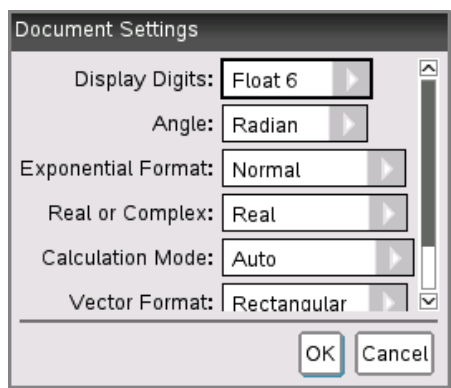 Document Settings
Display Digits: Float 6
Angle: Radian
Exponential Format: Normal
Real or Complex: Real
Calculation Mode: Auto
Vector Format: Rectangular
OK Cancel